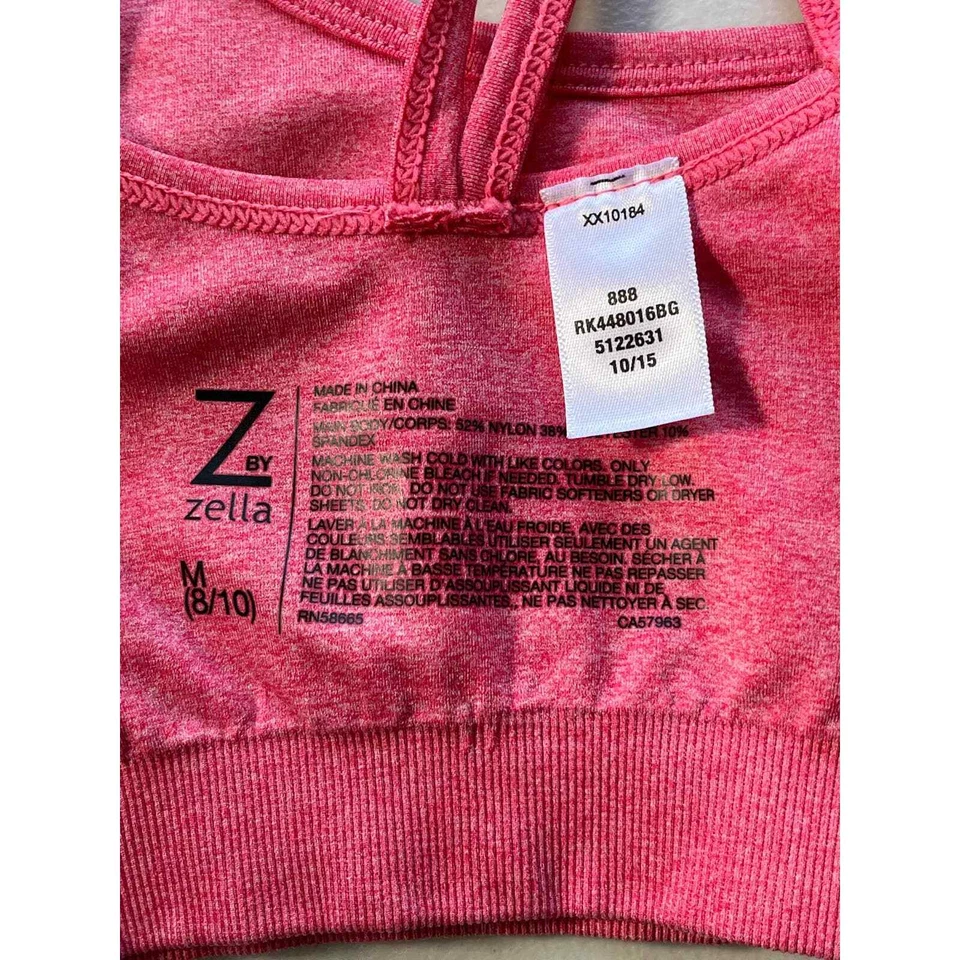 XX10184
888
RK448016BG
5122631
10/15
Z
BY
zella
M
(8/10)
MADE IN CHINA
FABRIQUÉ EN CHINE
MAIN BODY/CORPS: 52% NYLON 38% 10%
SPANDEX
MACHINE WASH COLD WITH LIKE COLORS. ONLY
NON-CHLORINE BLEACH IF NEEDED. TUMBLE DRY LOW.
DO NOT IRON. DO NOT USE FABRIC SOFTENERS OR DRYER
SHEETS. DO NOT DRY CLEAN.
LAVER À LA MACHINE À L'EAU FROIDE, AVEC DES
COULEURS SEMBLABLES UTILISER SEULEMENT UN AGENT
DE BLANCHIMENT SANS CHLORE, AU BESOIN. SÉCHER À
LA MACHINE À BASSE TEMPÉRATURE NE PAS REPASSER
NE PAS UTILISER D'ASSOUPLISSANT LIQUIDE NI DE
FEUILLES ASSOUPLISSANTES., NE PAS NETTOYER À SEC
RN58665
CA57963